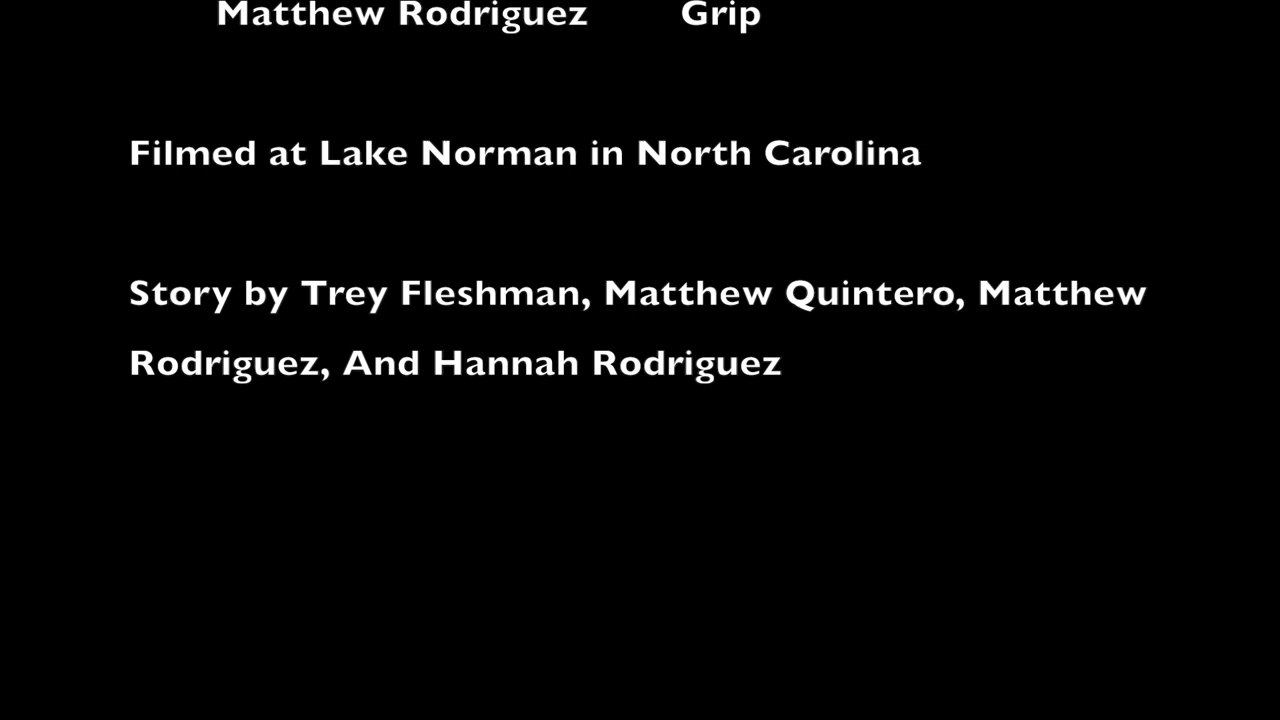 Matthew Rodriguez Grip
Filmed at Lake Norman in North Carolina
Story by Trey Fleshman, Matthew Quintero, Matthew
Rodriguez, And Hannah Rodriguez